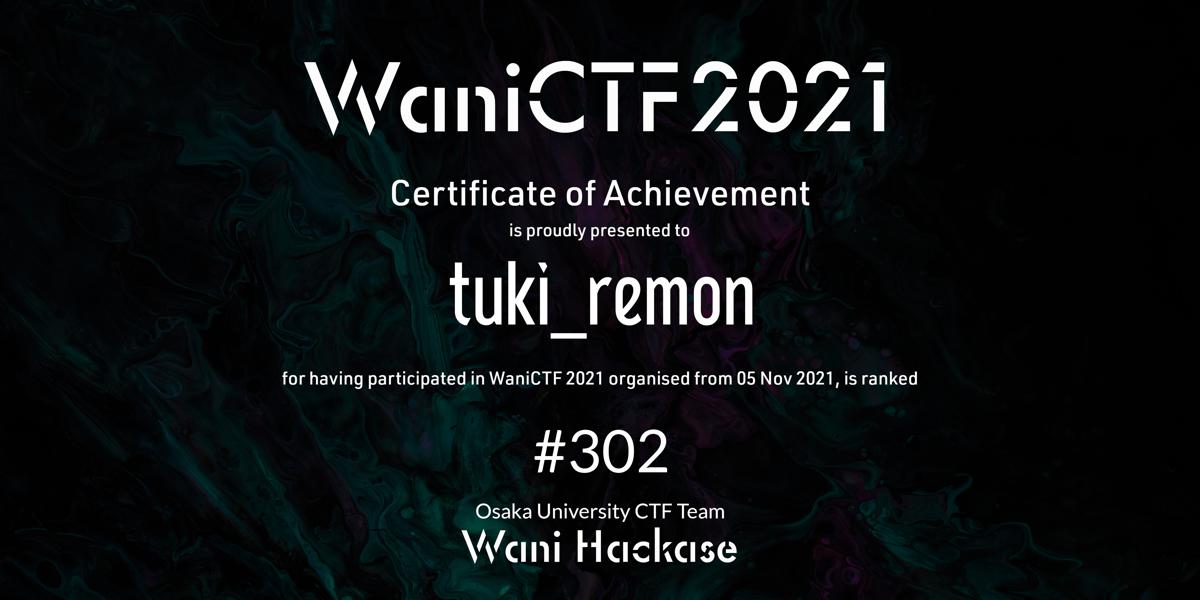 WaniCTF2021
Certificate of Achievement
is proudly presented to
tuki_remon
for having participated in WaniCTF 2021 organised from 05 Nov 2021, is ranked
#302
Osaka University CTF Team
Wani Hackase